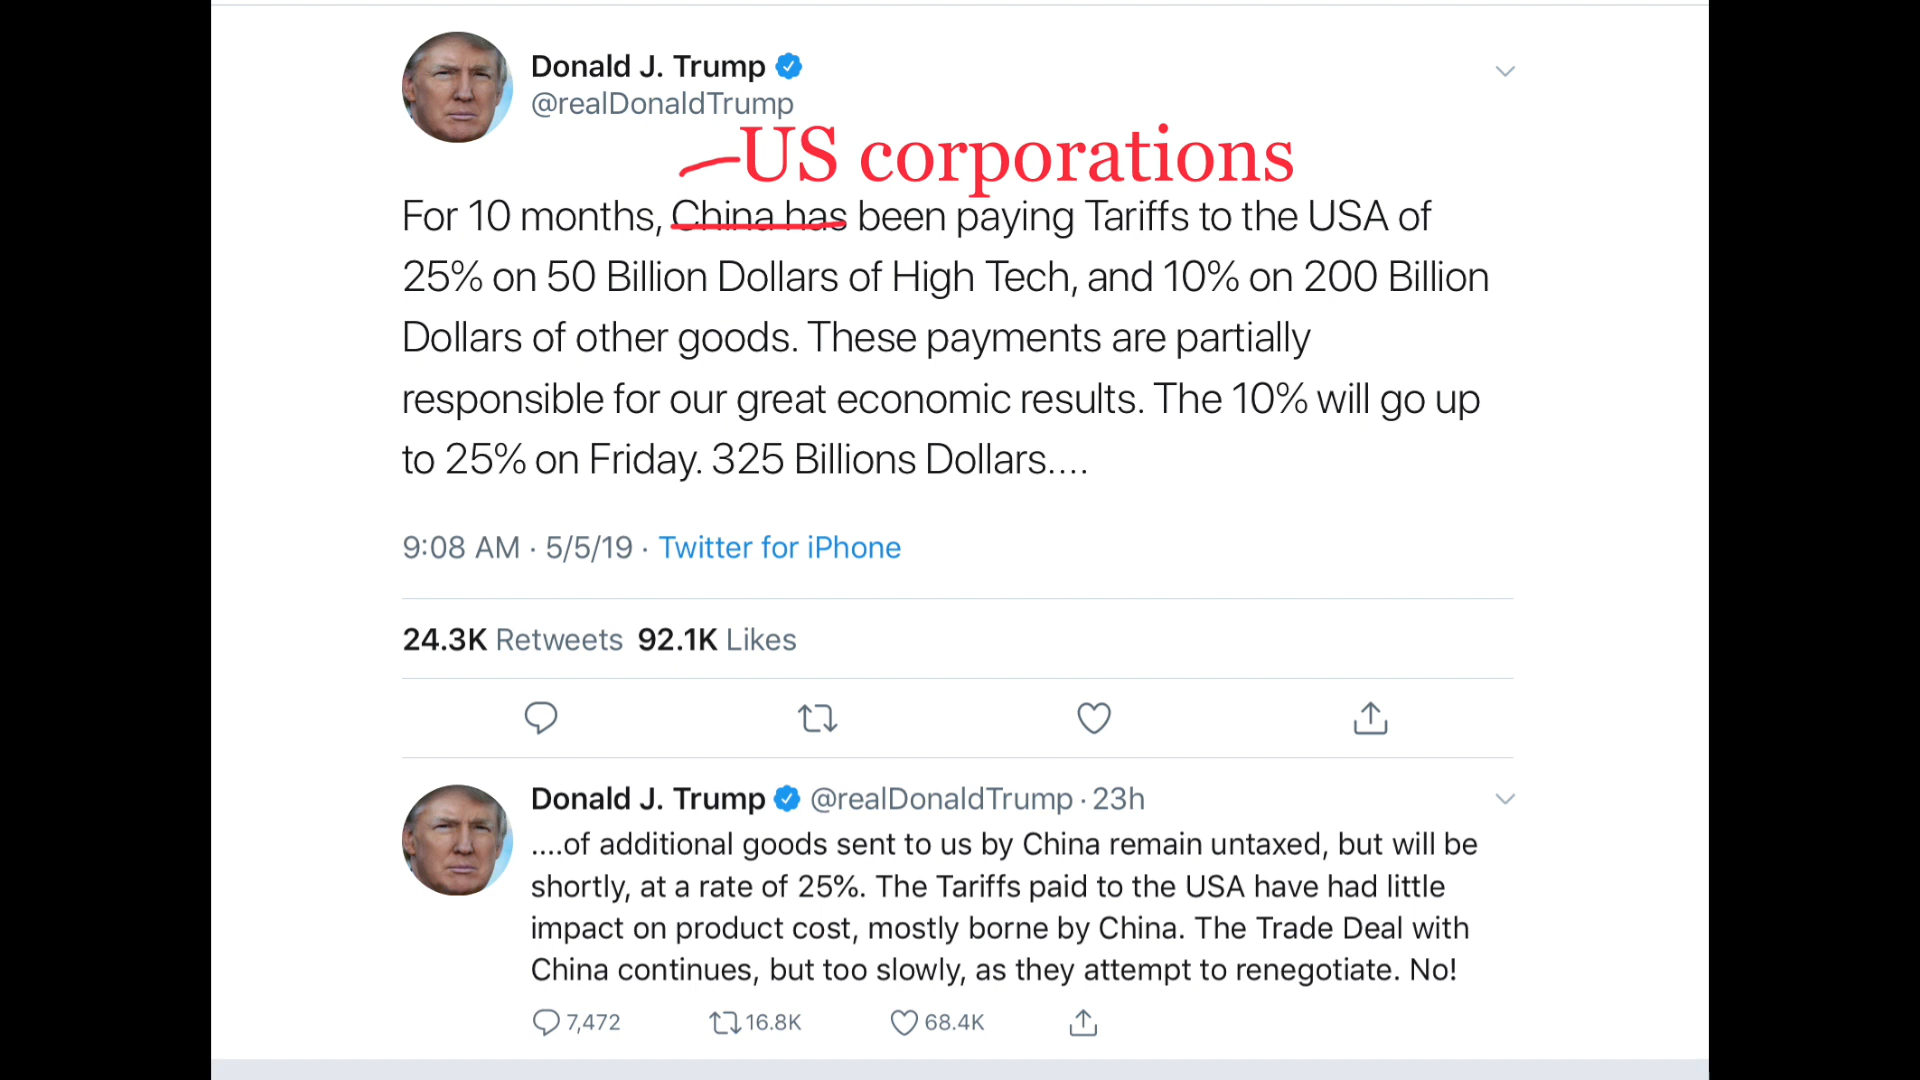 Donald J. Trump
@realDonaldTrump
US corporations
For 10 months, China has been paying Tariffs to the USA of
25% on 50 Billion Dollars of High Tech, and 10% on 200 Billion
Dollars of other goods. These payments are partially
responsible for our great economic results. The 10% will go up
to 25% on Friday. 325 Billions Dollars....
9:08 AM · 5/5/19 · Twitter for iPhone
24.3K Retweets 92.1K Likes
Donald J. Trump @realDonaldTrump · 23h
....of additional goods sent to us by China remain untaxed, but will be
shortly, at a rate of 25%. The Tariffs paid to the USA have had little
impact on product cost, mostly borne by China. The Trade Deal with
China continues, but too slowly, as they attempt to renegotiate. No!
7,472 16.8K 68.4K